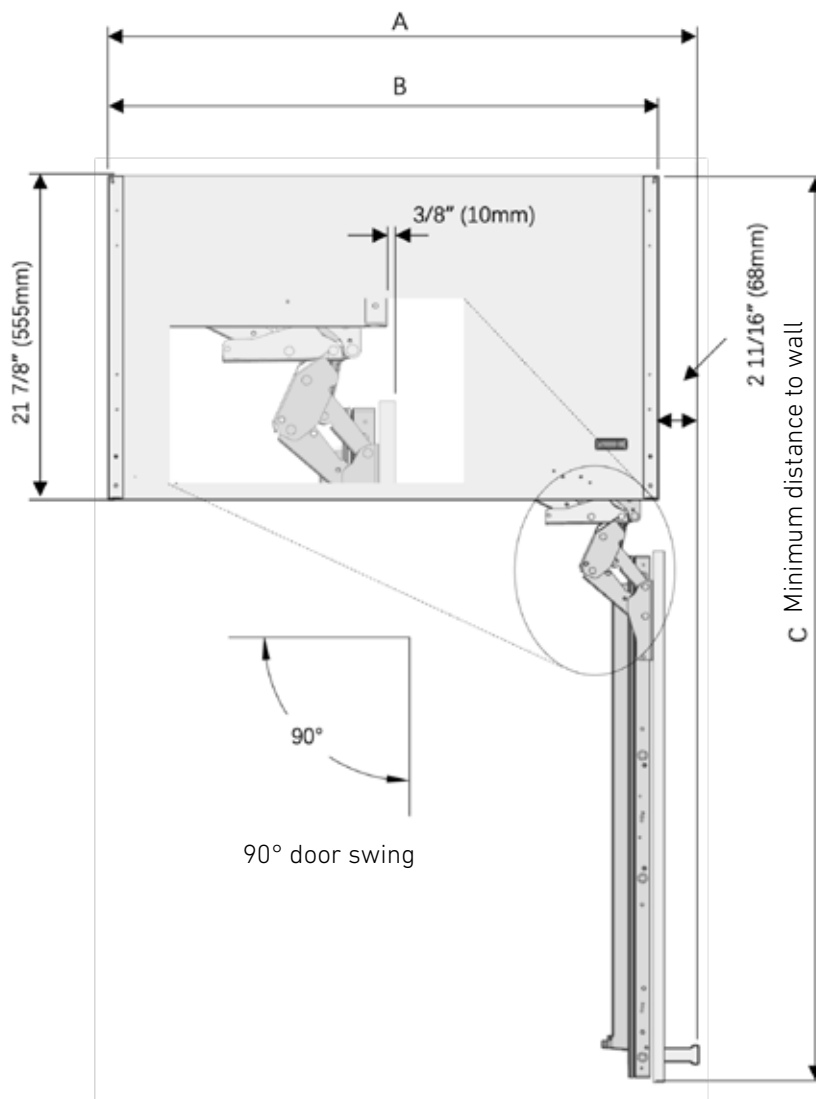 A
B
3/8" (10mm)
21 7/8" (555mm)
2 11/16" (68mm)
C Minimum distance to wall
90°
90° door swing